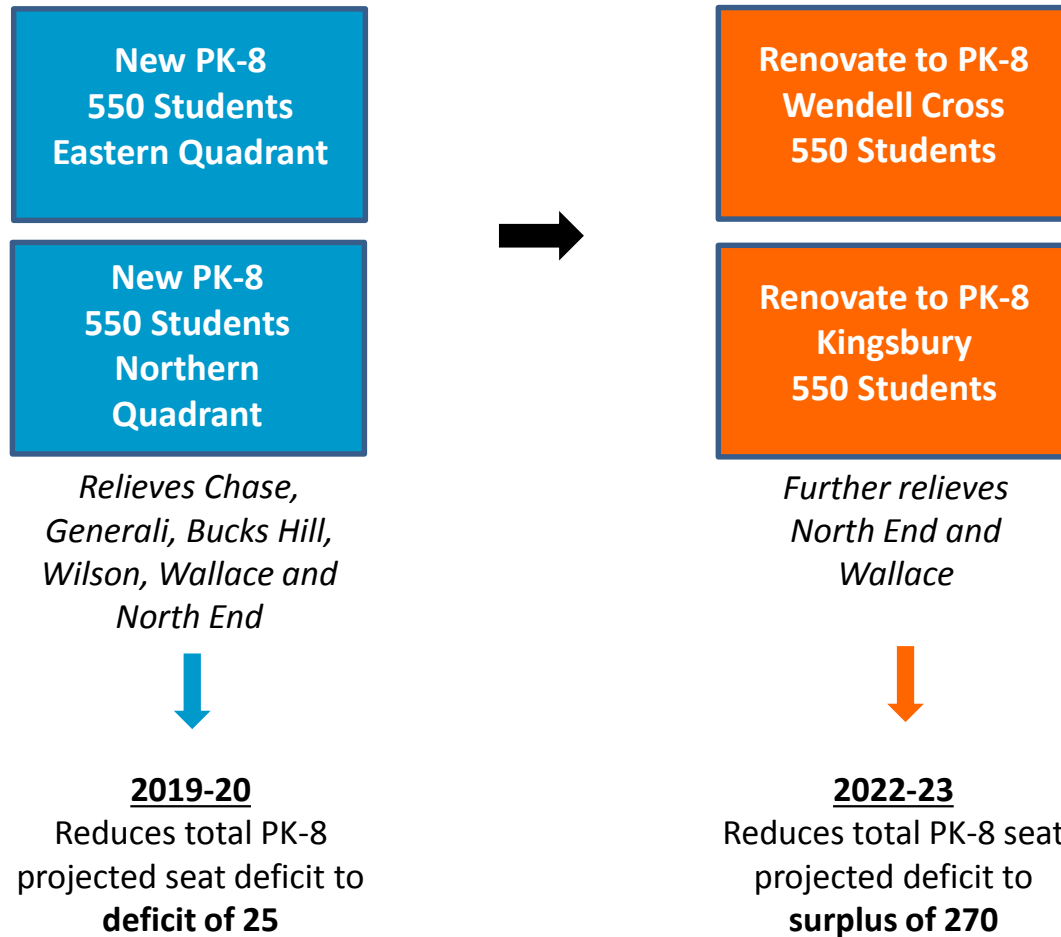 New PK-8
550 Students
Eastern Quadrant
New PK-8
550 Students
Northern
Quadrant
Relieves Chase,
Generali, Bucks Hill,
Wilson, Wallace and
North End
2019-20
Reduces total PK-8
projected seat deficit to
deficit of 25
Renovate to PK-8
Wendell Cross
550 Students
Renovate to PK-8
Kingsbury
550 Students
Further relieves
North End and
Wallace
2022-23
Reduces total PK-8 seat
projected deficit to
surplus of 270